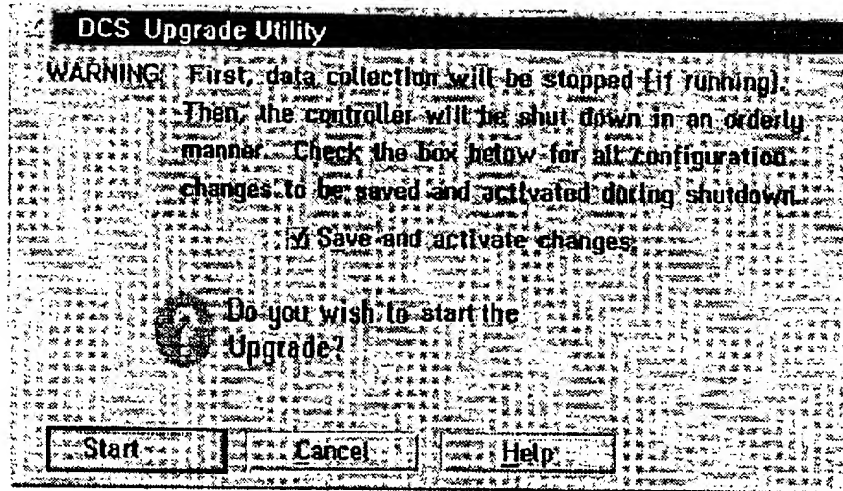 DCS Upgrade Utility
WARNING: First, data collection will be stopped (if running).
Then, the controller will be shut down in an orderly
manner. Check the box below for all configuration
changes to be saved and activated during shutdown.
Save and activate changes.
Do you wish to start the
Upgrade?
Start
Cancel
Help